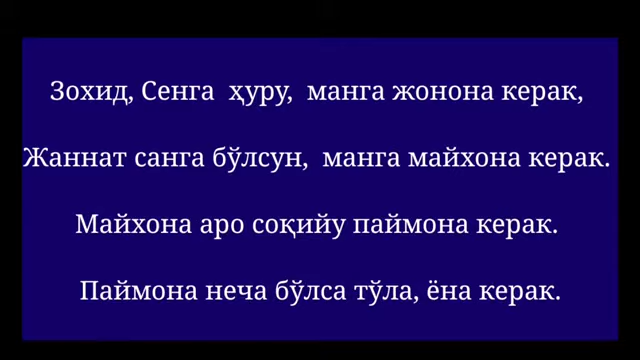 Зохид, Сенга ҳуру, манга жонона керак,
Жаннат санга бўлсун, манга майхона керак.
Майхона аро соқийу паймона керак.
Паймона неча бўлса тўла, ёна керак.